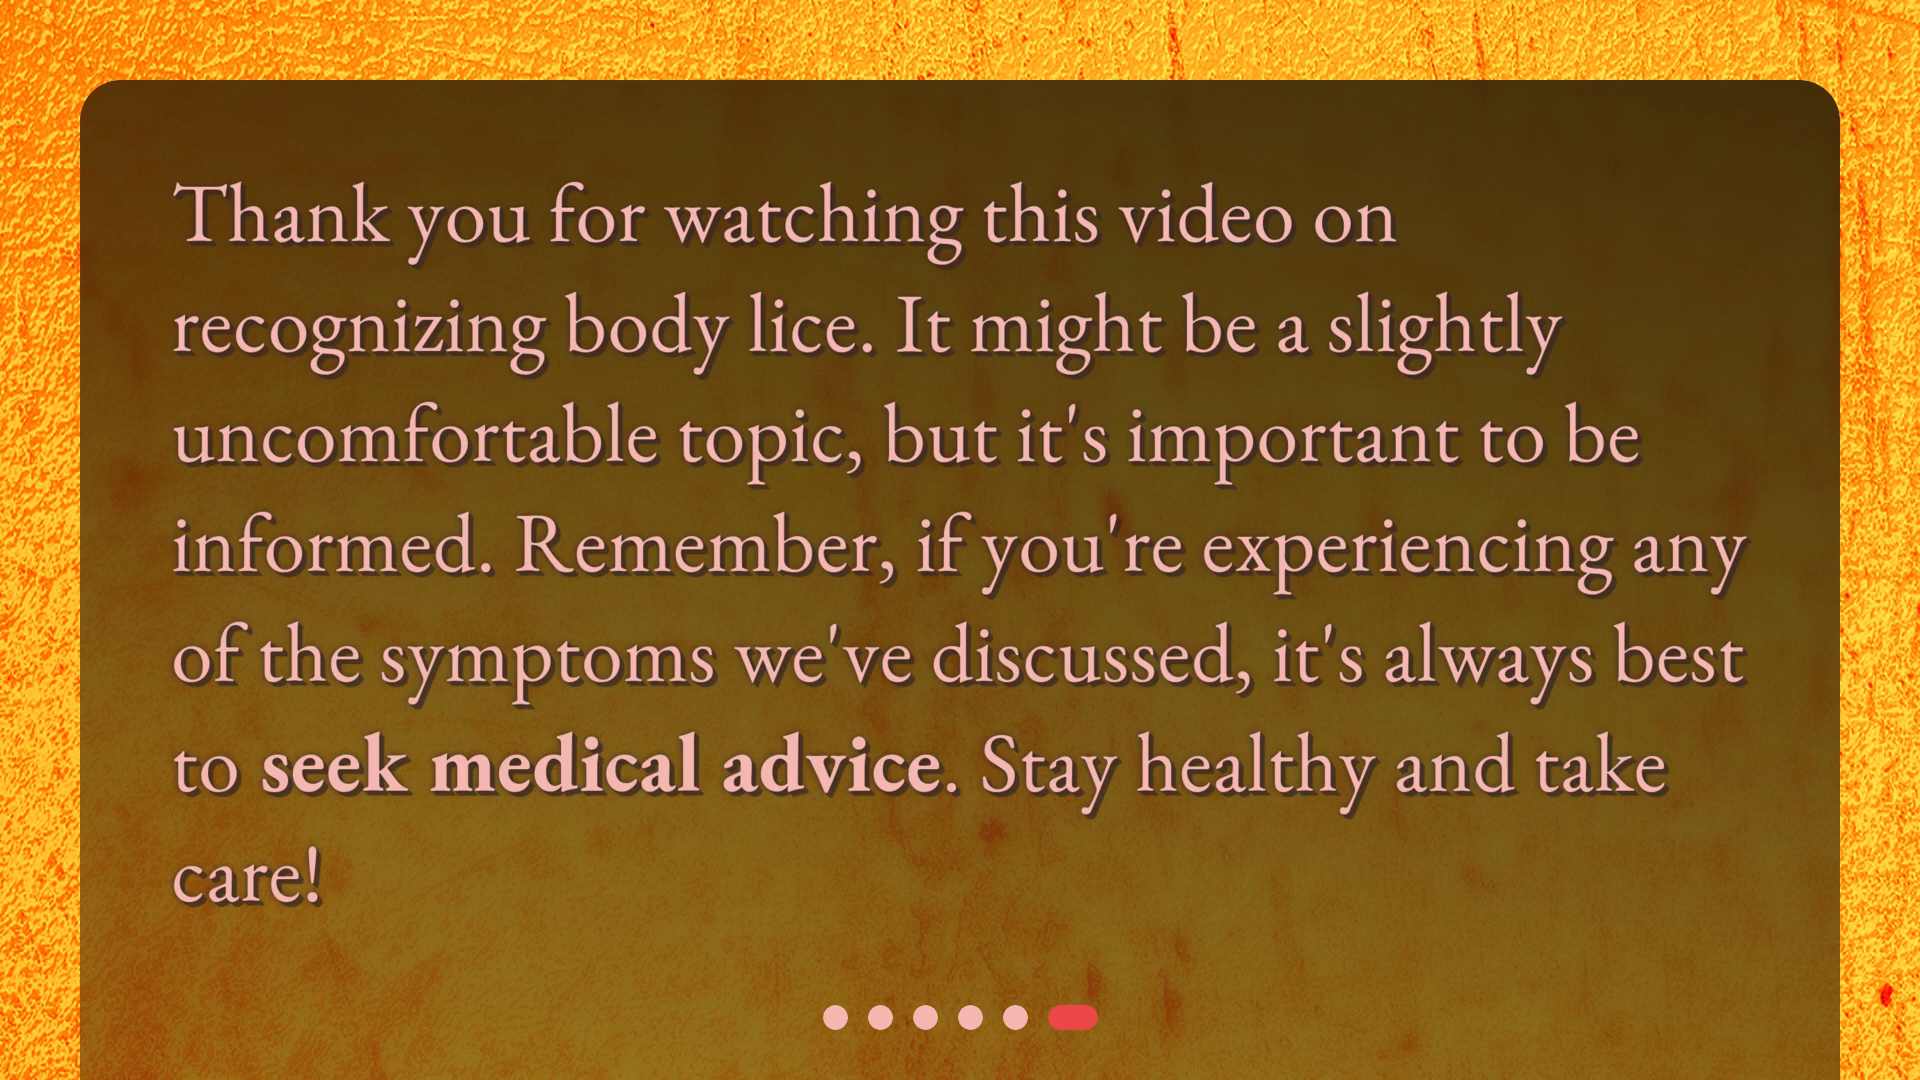 Thank you for watching this video on
recognizing body lice. It might be a slightly
uncomfortable topic, but it's important to be
informed. Remember, if you're experiencing any
of the symptoms we've discussed, it's always best
to seek medical advice. Stay healthy and take
care!